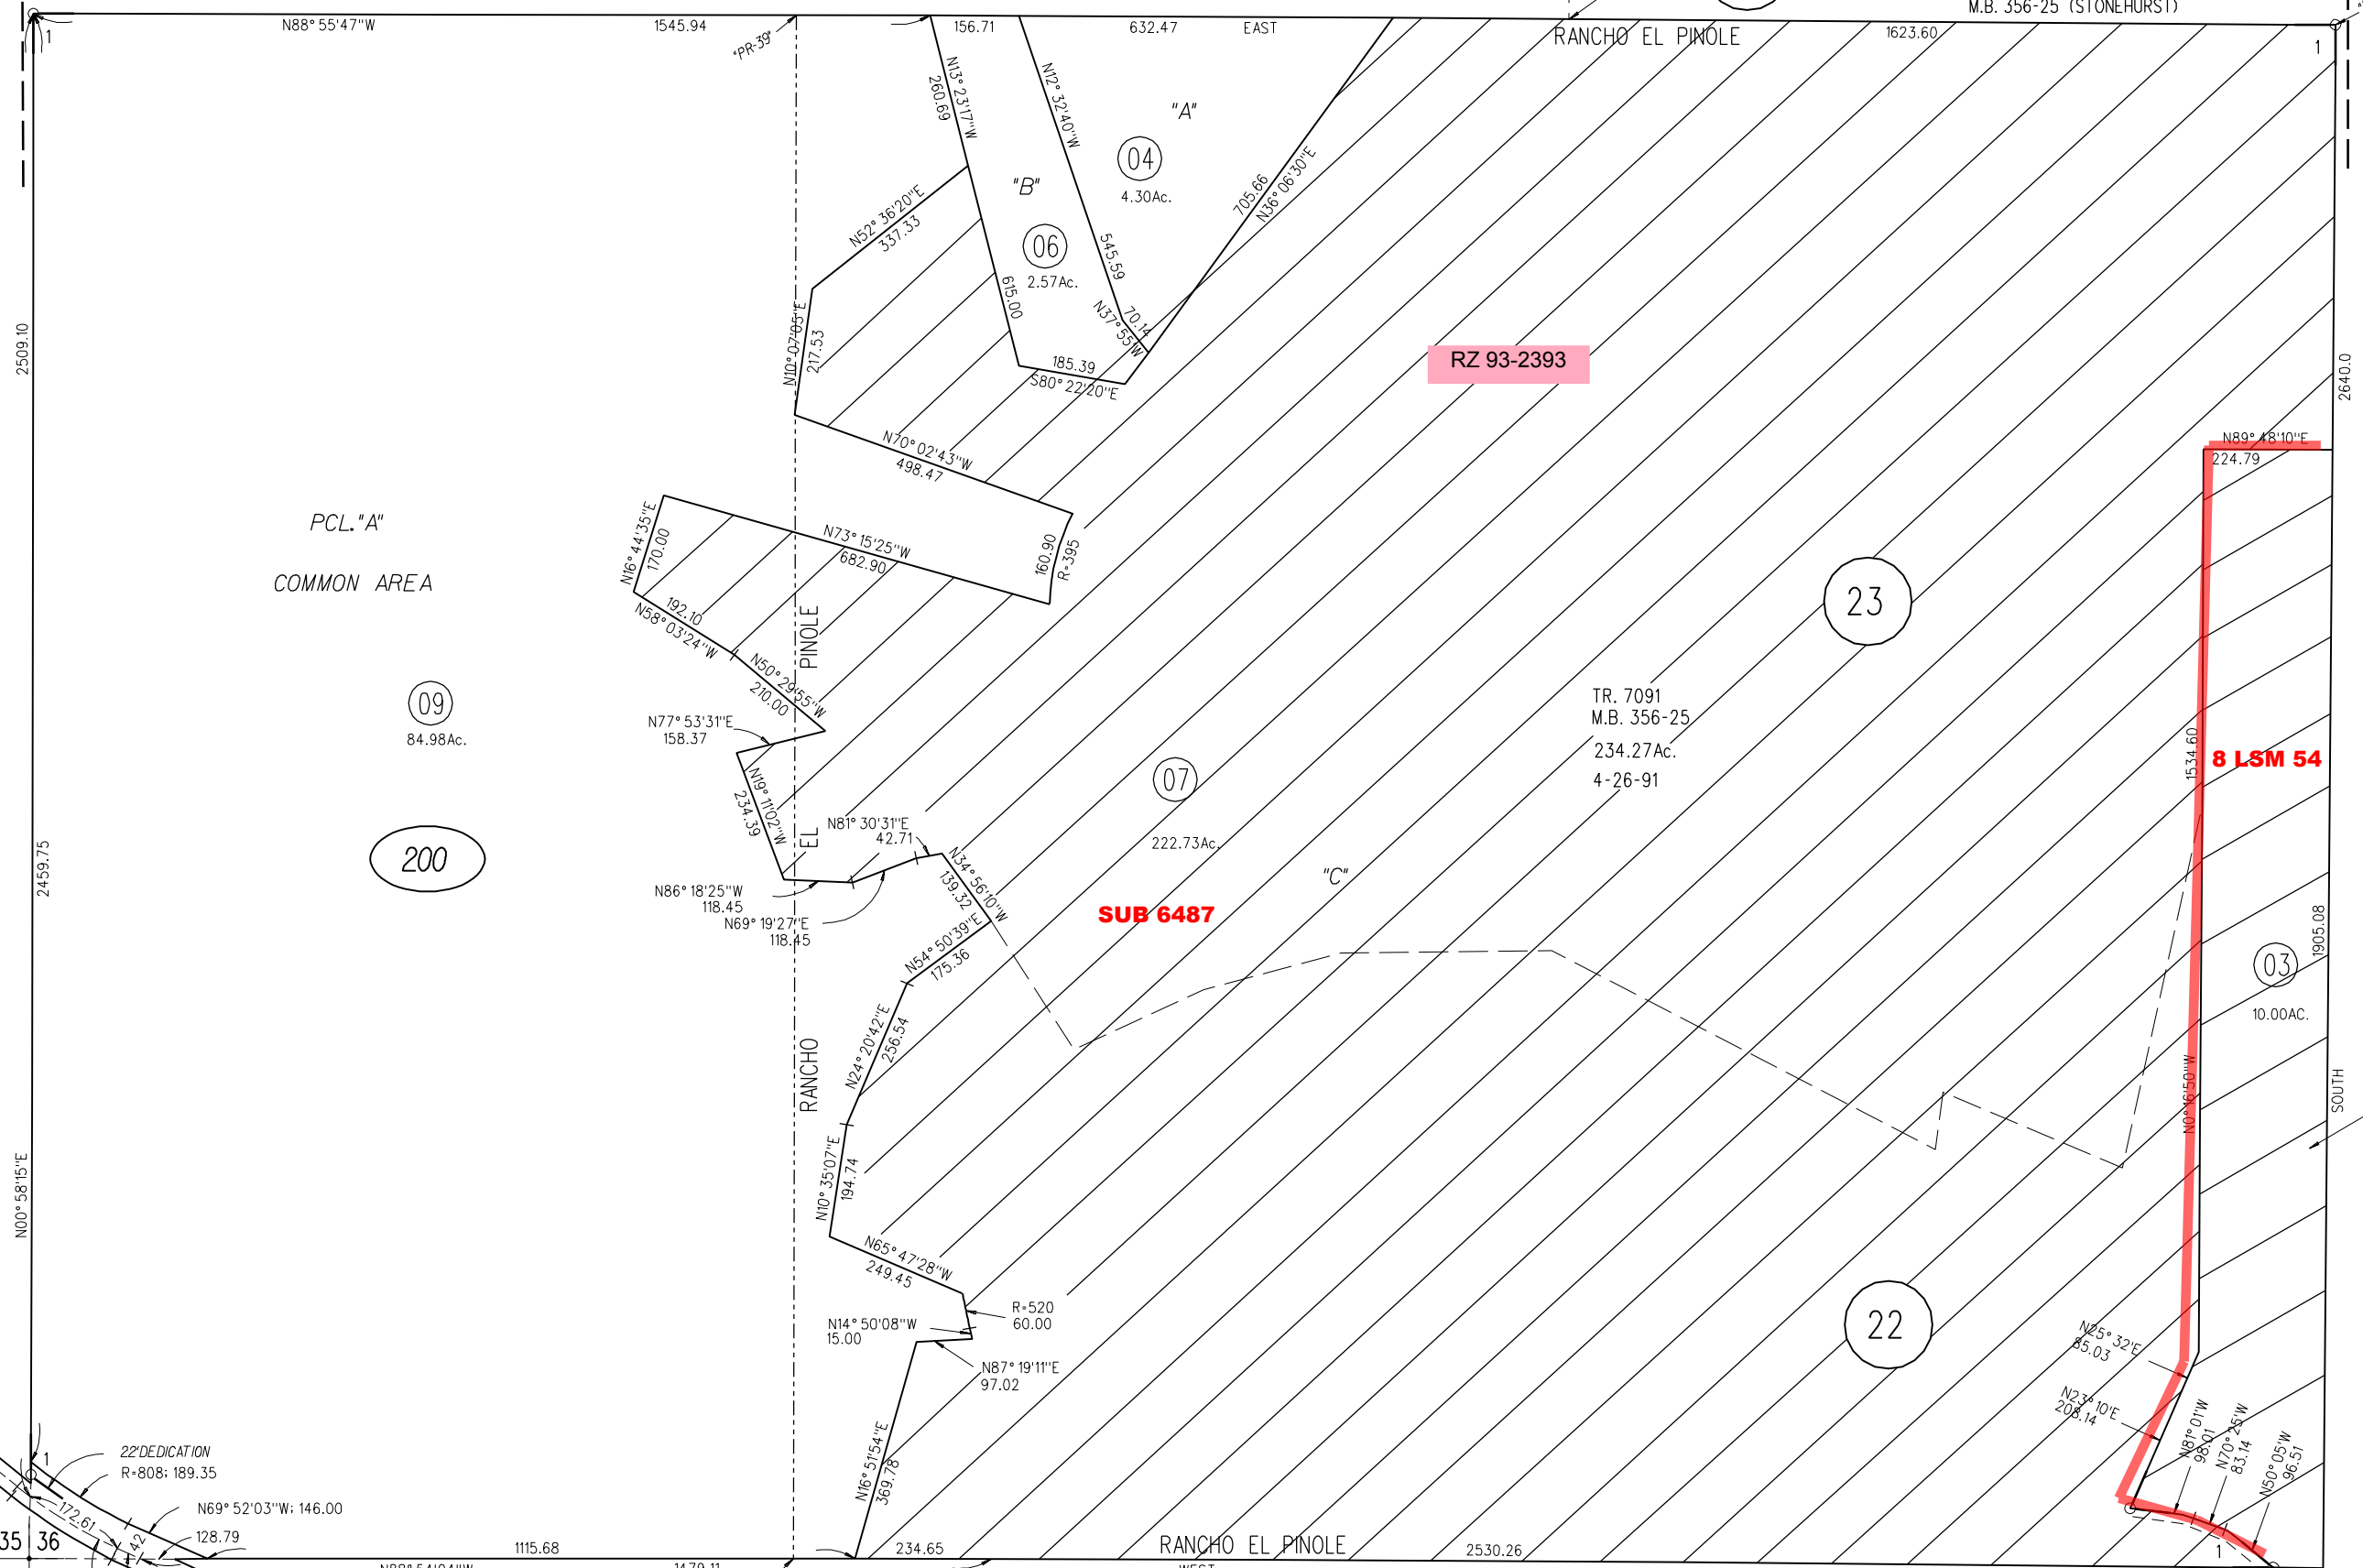 M.B. 356-25 (STONEHURST)
N88°55'47"W
1545.94
"PR-39"
156.71
632.47
EAST
RANCHO EL PINOLE
1623.60
1
1
N13°23'17"W
260.69
N12°32'40"W
"A"
04
4.30Ac.
"B"
06
2.57Ac.
N52°36'20"E
337.33
705.66
N36°06'30"E
545.59
615.00
70.14
N37°55'W
N10°07'05"E
217.53
185.39
S80°22'20"E
RZ 93-2393
2509.10
2640.0
N70°02'43"W
498.47
N89°48'10"E
224.79
PCL."A"
COMMON AREA
N16°44'35"E
170.00
N73°15'25"W
682.90
160.90
R=395
192.10
N58°03'24"W
N50°29'55"W
210.00
23
09
84.98Ac.
N77°53'31"E
158.37
TR. 7091
M.B. 356-25
234.27Ac.
4-26-91
1534.60
8 LSM 54
07
222.73Ac.
N19°11'02"W
234.39
RANCHO EL PINOLE
N81°30'31"E
42.71
200
2459.75
N34°56'10"W
139.32
"C"
N86°18'25"W
118.45
N69°19'27"E
118.45
SUB 6487
N54°50'39"E
175.36
1905.08
03
10.00AC.
N24°20'42"E
256.54
N0°16'50"W
SOUTH
N00°58'15"E
N10°35'07"E
194.74
N65°47'28"W
249.45
R=520
60.00
N14°50'08"W
15.00
N87°19'11"E
97.02
22
N25°32'E
85.03
N23°10'E
208.14
N81°01'W
98.01
N70°25'W
83.14
N50°05'W
96.51
N16°51'54"E
369.78
1
22'DEDICATION
R=808; 189.35
N69°52'03"W; 146.00
172.61
42
128.79
35 36
1115.68
234.65
RANCHO EL PINOLE
2530.26
1
N88°54'04"W
1479.11
WEST